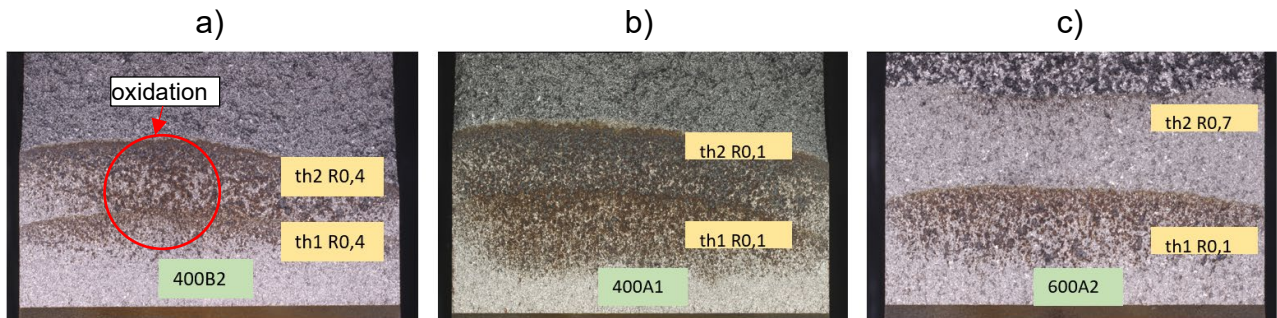 a)
b)
c)
oxidation
th2 R0,4
th1 R0,4
400B2
th2 R0,1
th1 R0,1
400A1
th2 R0,7
th1 R0,1
600A2